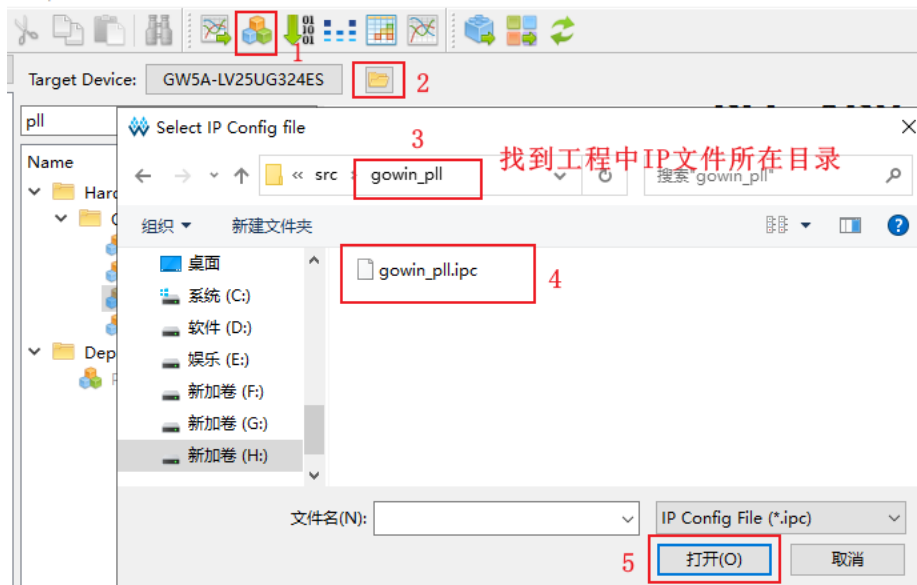 1
Target Device: GW5A-LV25UG324ES 2
pll
Select IP Config file
3
找到工程中IP文件所在目录
« src › gowin_pll
搜索"gowin_pll"
Name
组织 新建文件夹
桌面
gowin_pll.ipc 4
系统 (C:)
软件 (D:)
娱乐 (E:)
新加卷 (F:)
新加卷 (G:)
新加卷 (H:)
Hard
Dep
文件名(N):
IP Config File (*.ipc)
5 打开(O) 取消